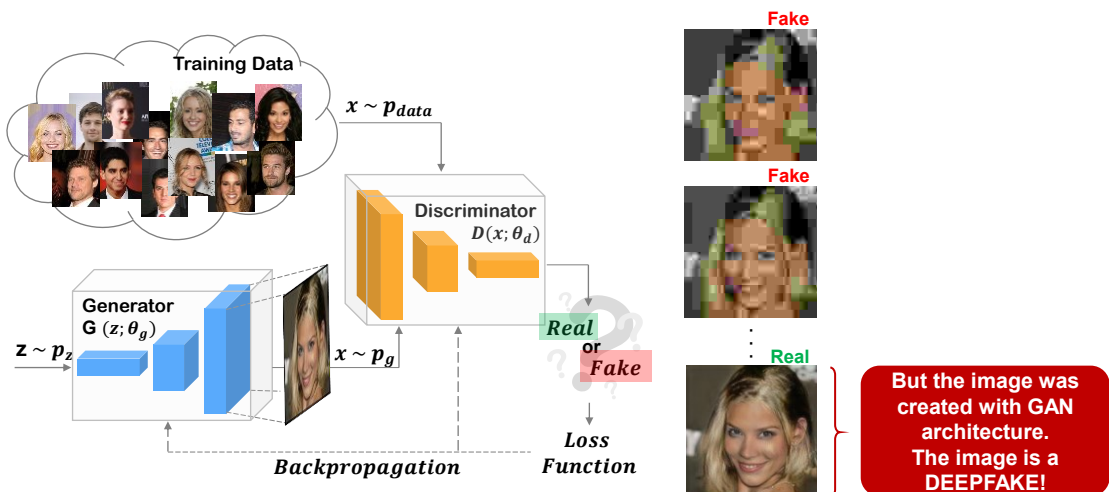 Training Data
x ~ p_data
Discriminator
D(x; θ_d)
Generator
G (z; θ_g)
z ~ p_z
x ~ p_g
Real
or
Fake
Loss
Function
Backpropagation
Fake
Fake
Real
But the image was
created with GAN
architecture.
The image is a
DEEPFAKE!